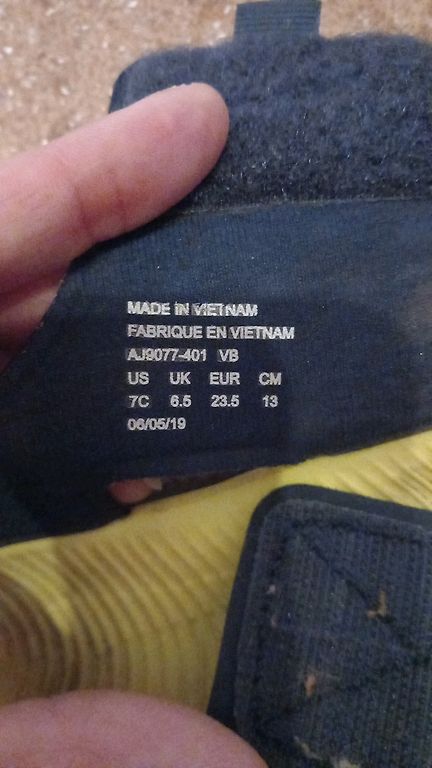 MADE IN VIETNAM
FABRIQUE EN VIETNAM
AJ9077-401 VB
US UK EUR CM
7C 6.5 23.5 13
06/05/19